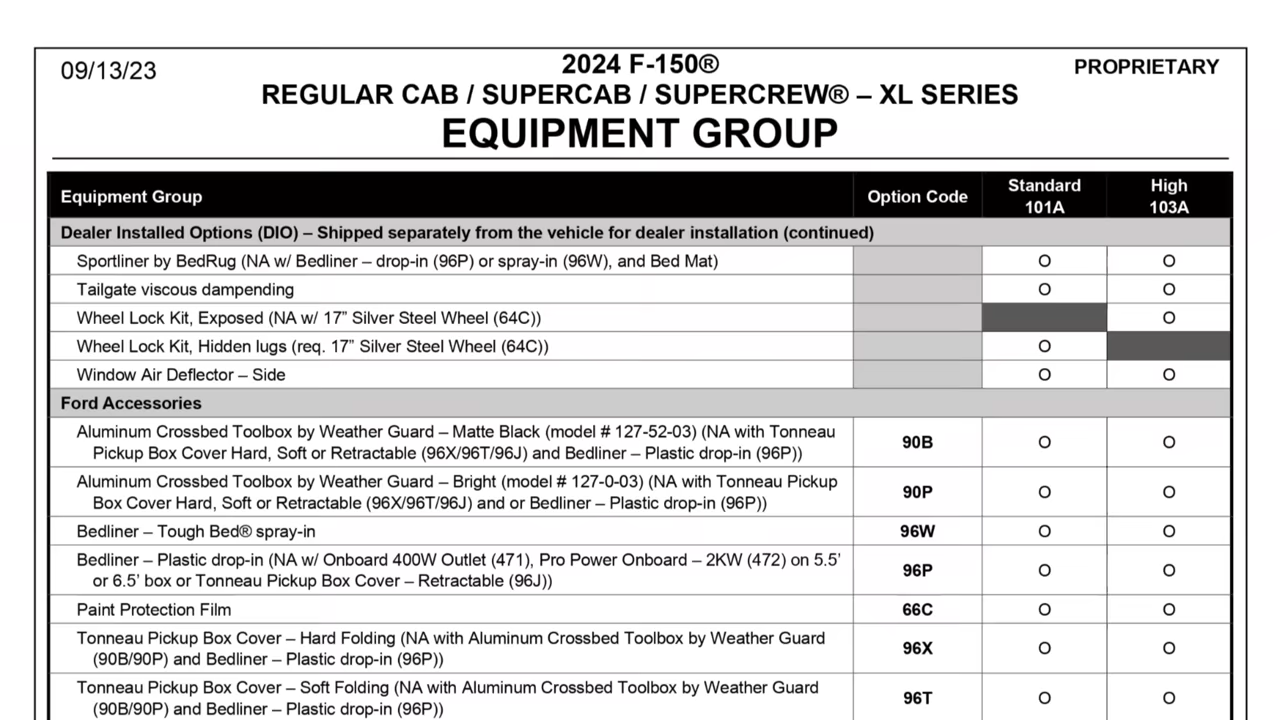 09/13/23
2024 F-150®
PROPRIETARY
REGULAR CAB / SUPERCAB / SUPERCREW® – XL SERIES
EQUIPMENT GROUP
Equipment Group Option Code Standard 101A High 103A
Dealer Installed Options (DIO) – Shipped separately from the vehicle for dealer installation (continued)
Sportliner by BedRug (NA w/ Bedliner – drop-in (96P) or spray-in (96W), and Bed Mat) O O
Tailgate viscous dampending O O
Wheel Lock Kit, Exposed (NA w/ 17” Silver Steel Wheel (64C)) O
Wheel Lock Kit, Hidden lugs (req. 17” Silver Steel Wheel (64C)) O
Window Air Deflector – Side O O
Ford Accessories
Aluminum Crossbed Toolbox by Weather Guard – Matte Black (model # 127-52-03) (NA with Tonneau
Pickup Box Cover Hard, Soft or Retractable (96X/96T/96J) and Bedliner – Plastic drop-in (96P)) 90B O O
Aluminum Crossbed Toolbox by Weather Guard – Bright (model # 127-0-03) (NA with Tonneau Pickup
Box Cover Hard, Soft or Retractable (96X/96T/96J) and or Bedliner – Plastic drop-in (96P)) 90P O O
Bedliner – Tough Bed® spray-in 96W O O
Bedliner – Plastic drop-in (NA w/ Onboard 400W Outlet (471), Pro Power Onboard – 2KW (472) on 5.5’
or 6.5’ box or Tonneau Pickup Box Cover – Retractable (96J)) 96P O O
Paint Protection Film 66C O O
Tonneau Pickup Box Cover – Hard Folding (NA with Aluminum Crossbed Toolbox by Weather Guard
(90B/90P) and Bedliner – Plastic drop-in (96P)) 96X O O
Tonneau Pickup Box Cover – Soft Folding (NA with Aluminum Crossbed Toolbox by Weather Guard
(90B/90P) and Bedliner – Plastic drop-in (96P)) 96T O O